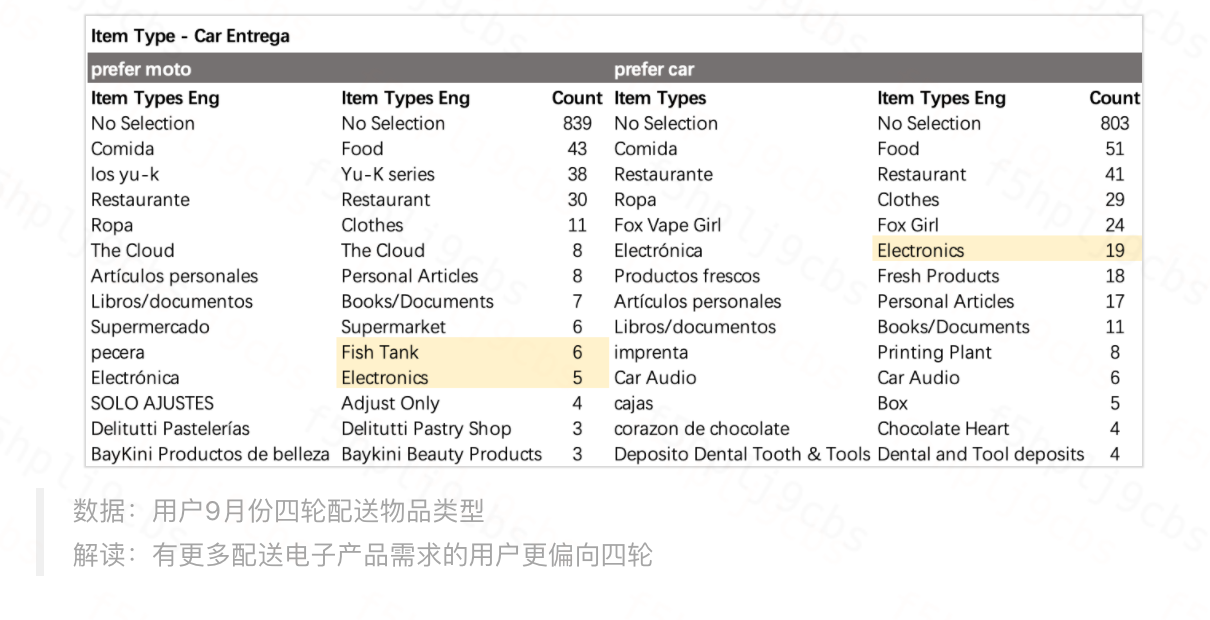 Item Type - Car Entrega
prefer moto prefer car
Item Types Eng Item Types Eng Count Item Types Item Types Eng Count
No Selection No Selection 839 No Selection No Selection 803
Comida Food 43 Comida Food 51
los yu-k Yu-K series 38 Restaurante Restaurant 41
Restaurante Restaurant 30 Ropa Clothes 29
Ropa Clothes 11 Fox Vape Girl Fox Girl 24
The Cloud The Cloud 8 Electrónica Electronics 19
Artículos personales Personal Articles 8 Productos frescos Fresh Products 18
Libros/documentos Books/Documents 7 Artículos personales Personal Articles 17
Supermercado Supermarket 6 Libros/documentos Books/Documents 11
pecera Fish Tank 6 imprenta Printing Plant 8
Electrónica Electronics 5 Car Audio Car Audio 6
SOLO AJUSTES Adjust Only 4 cajas Box 5
Delitutti Pastelerías Delitutti Pastry Shop 3 corazon de chocolate Chocolate Heart 4
BayKini Productos de belleza Baykini Beauty Products 3 Deposito Dental Tooth & Tools Dental and Tool deposits 4
数据：用户9月份四轮配送物品类型
解读：有更多配送电子产品需求的用户更偏向四轮